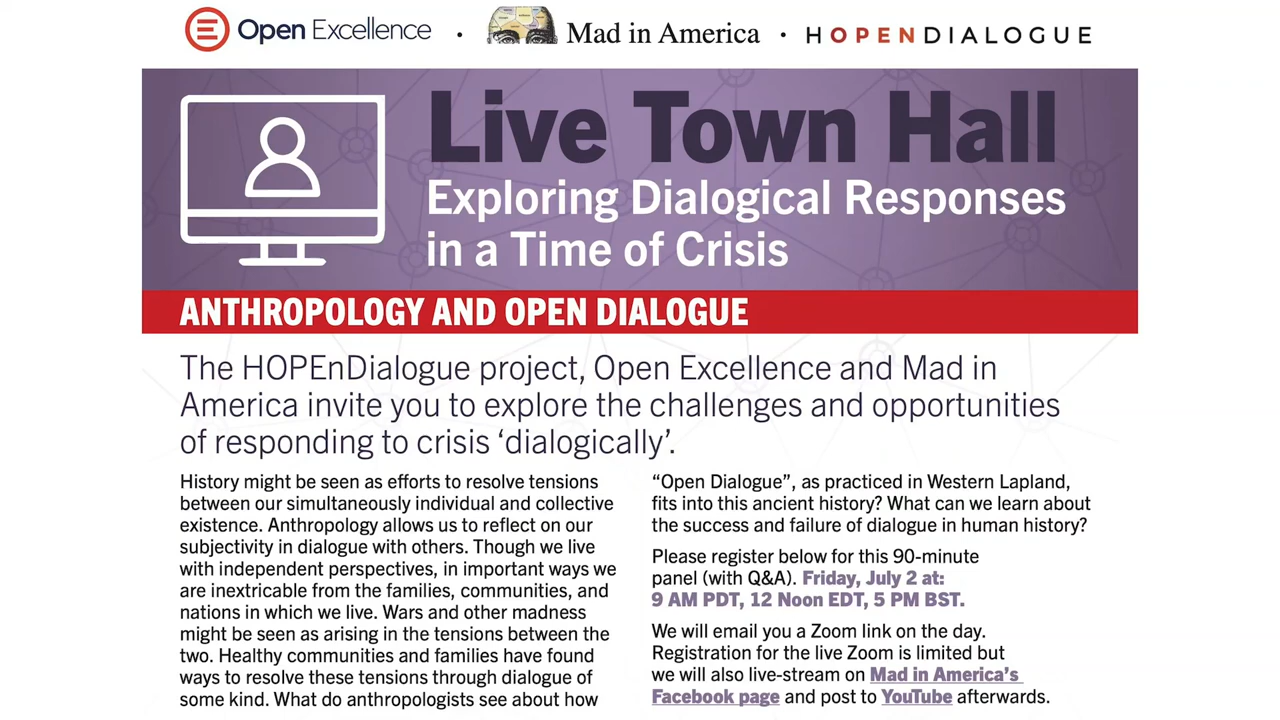 Open Excellence · Mad in America · HOPENDIALOGUE
Live Town Hall
Exploring Dialogical Responses
in a Time of Crisis
ANTHROPOLOGY AND OPEN DIALOGUE
The HOPEnDialogue project, Open Excellence and Mad in
America invite you to explore the challenges and opportunities
of responding to crisis ‘dialogically’.
History might be seen as efforts to resolve tensions
between our simultaneously individual and collective
existence. Anthropology allows us to reflect on our
subjectivity in dialogue with others. Though we live
with independent perspectives, in important ways we
are inextricable from the families, communities, and
nations in which we live. Wars and other madness
might be seen as arising in the tensions between the
two. Healthy communities and families have found
ways to resolve these tensions through dialogue of
some kind. What do anthropologists see about how
“Open Dialogue”, as practiced in Western Lapland,
fits into this ancient history? What can we learn about
the success and failure of dialogue in human history?
Please register below for this 90-minute
panel (with Q&A). Friday, July 2 at:
9 AM PDT, 12 Noon EDT, 5 PM BST.
We will email you a Zoom link on the day.
Registration for the live Zoom is limited but
we will also live-stream on Mad in America’s
Facebook page and post to YouTube afterwards.